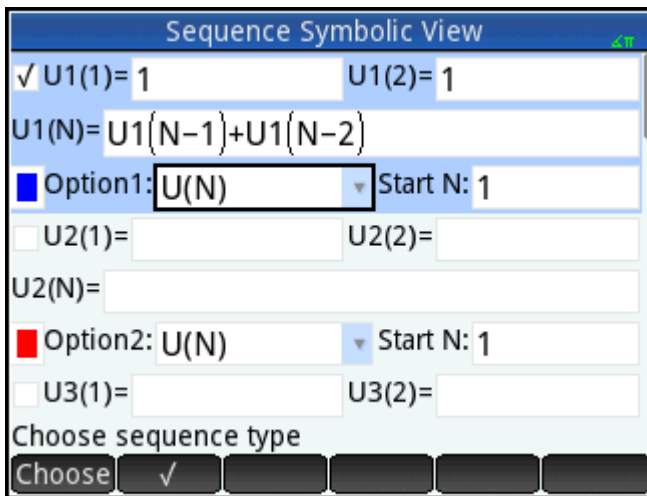 Sequence Symbolic View
∡π
√ U1(1)= 1 U1(2)= 1
U1(N)= U1(N-1)+U1(N-2)
Option1: U(N) Start N: 1
U2(1)= U2(2)=
U2(N)=
Option2: U(N) Start N: 1
U3(1)= U3(2)=
Choose sequence type
Choose √